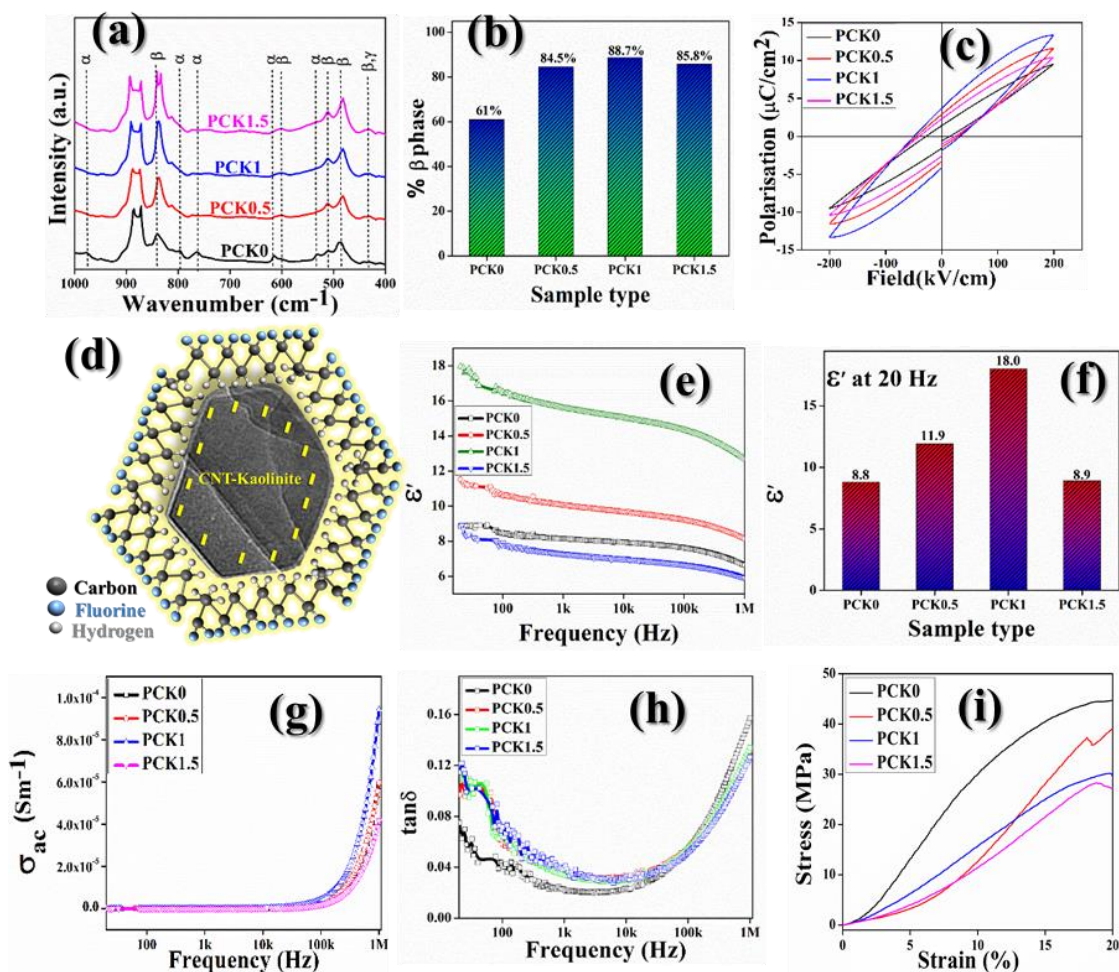 (a)
α
β
α
α
α
β
α
β
β
β,γ
PCK1.5
PCK1
PCK0.5
PCK0
Intensity (a.u.)
1000 900 800 700 600 500 400
Wavenumber (cm-1)
(b)
100
80
60
40
20
0
% β phase
61%
84.5%
88.7%
85.8%
PCK0 PCK0.5 PCK1 PCK1.5
Sample type
(c)
PCK0
PCK0.5
PCK1
PCK1.5
15
10
5
0
-5
-10
-15
Polarisation (μC/cm2)
-200 -100 0 100 200
Field(kV/cm)
(d)
CNT-Kaolinite
Carbon
Fluorine
Hydrogen
(e)
18
16
14
12
10
8
6
ε′
PCK0
PCK0.5
PCK1
PCK1.5
100 1k 10k 100k 1M
Frequency (Hz)
(f)
ε′ at 20 Hz
15
10
5
0
ε′
8.8
11.9
18.0
8.9
PCK0 PCK0.5 PCK1 PCK1.5
Sample type
(g)
PCK0
PCK0.5
PCK1
PCK1.5
1.0x10-4
8.0x10-5
6.0x10-5
4.0x10-5
2.0x10-5
0.0
σac (Sm-1)
100 1k 10k 100k 1M
Frequency (Hz)
(h)
PCK0
PCK0.5
PCK1
PCK1.5
0.16
0.12
0.08
0.04
0.00
tanδ
100 1k 10k 100k 1M
Frequency (Hz)
(i)
PCK0
PCK0.5
PCK1
PCK1.5
50
40
30
20
10
0
Stress (MPa)
0 5 10 15 20
Strain (%)